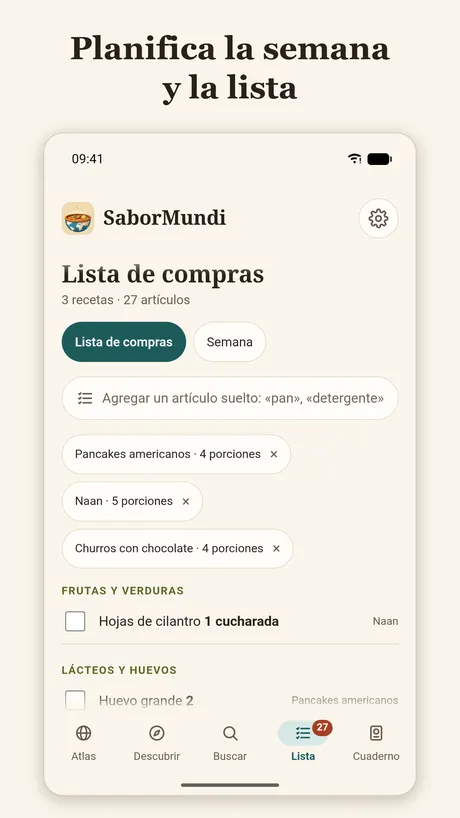 Planifica la semana
y la lista
09:41
SaborMundi
Lista de compras
3 recetas · 27 artículos
Lista de compras
Semana
Agregar un artículo suelto: «pan», «detergente»
Pancakes americanos · 4 porciones ×
Naan · 5 porciones ×
Churros con chocolate · 4 porciones ×
FRUTAS Y VERDURAS
Hojas de cilantro 1 cucharada Naan
LÁCTEOS Y HUEVOS
Huevo grande 2 Pancakes americanos
27
Atlas Descubrir Buscar Lista Cuaderno